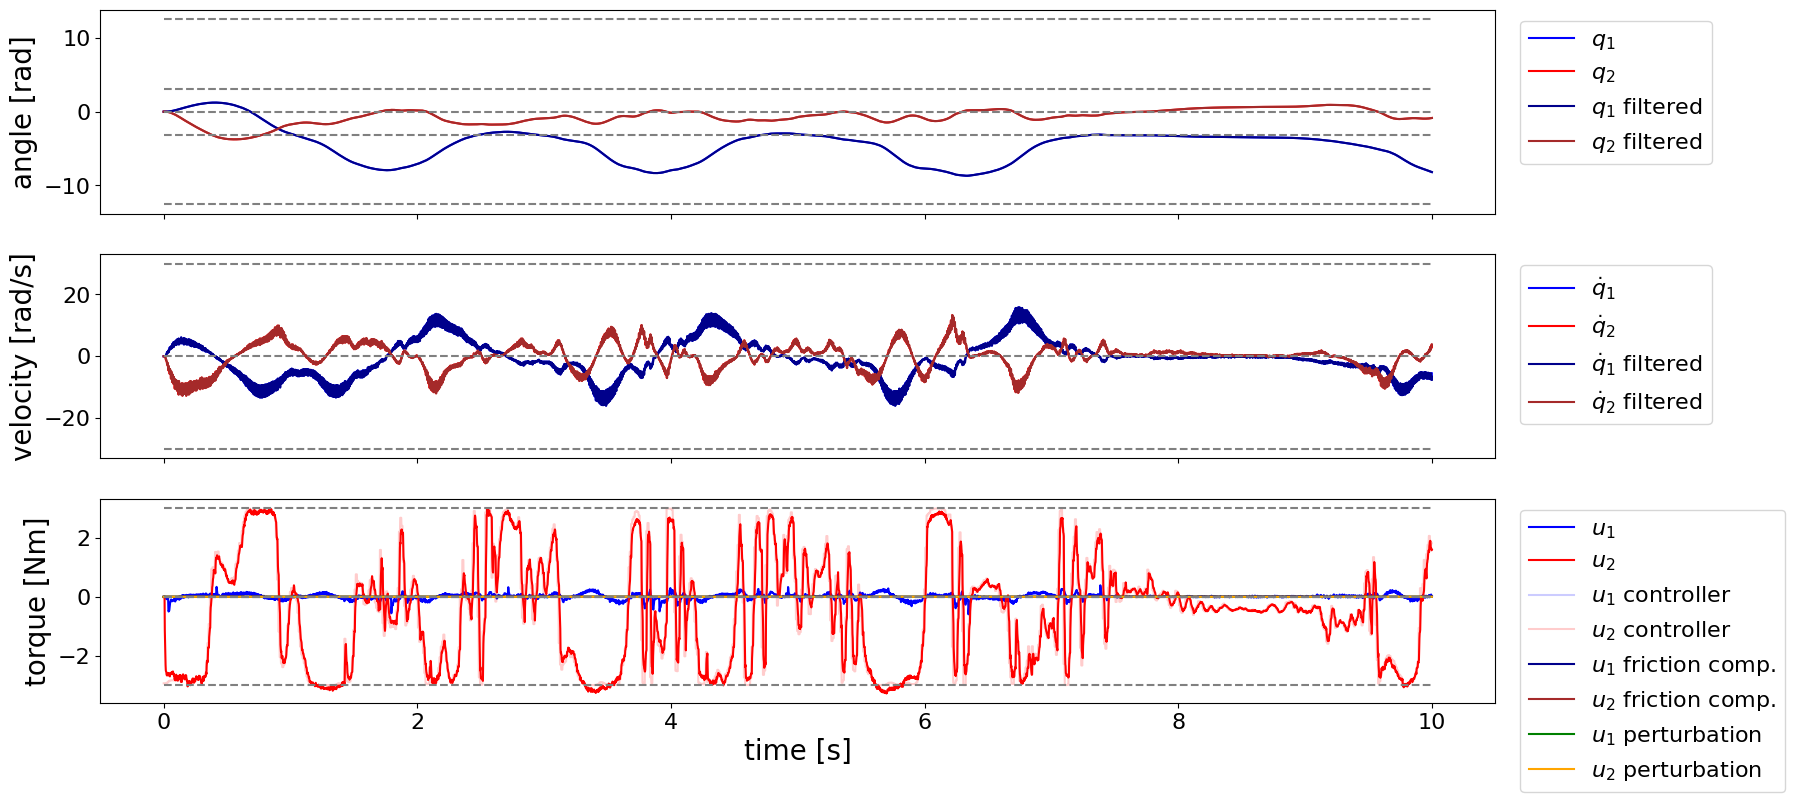 angle [rad]
10
0
−10
q₁
q₂
q₁ filtered
q₂ filtered
velocity [rad/s]
20
0
−20
q̇₁
q̇₂
q̇₁ filtered
q̇₂ filtered
torque [Nm]
2
0
−2
0 2 4 6 8 10
time [s]
u₁
u₂
u₁ controller
u₂ controller
u₁ friction comp.
u₂ friction comp.
u₁ perturbation
u₂ perturbation